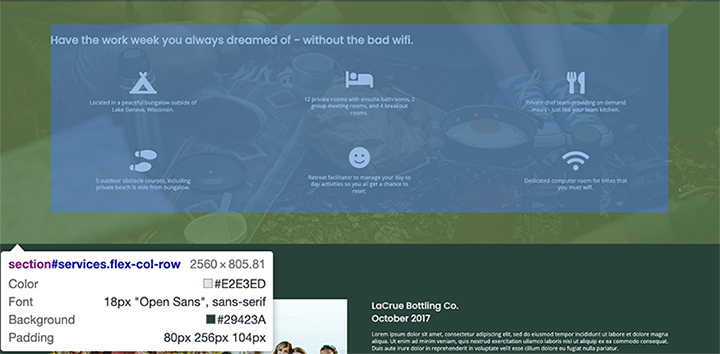 Have the work week you always dreamed of - without the bad wifi.
Located in a peaceful bungalow outside of
Lake Geneva, Wisconsin.
12 private rooms with ensuite bathrooms, 2
group meeting rooms, and 4 breakout
rooms.
Private chef team providing on demand
meals - just like your team kitchen.
5 outdoor obstacle courses, including
private beach ½ mile from bungalow.
Retreat facilitator to manage your day to
day activities so you all get a chance to
reset.
Dedicated computer room for times that
you must wifi.
section#services.flex-col-row 2560 × 805.81
Color #E2E3ED
Font 18px "Open Sans", sans-serif
Background #29423A
Padding 80px 256px 104px
LaCrue Bottling Co.
October 2017
Lorem ipsum dolor sit amet, consectetur adipiscing elit, sed do eiusmod tempor incididunt ut labore et dolore magna
aliqua. Ut enim ad minim veniam, quis nostrud exercitation ullamco laboris nisi ut aliquip ex ea commodo consequat.
Duis aute irure dolor in reprehenderit in voluptate velit esse cillum dolore eu fugiat nulla pariatur.